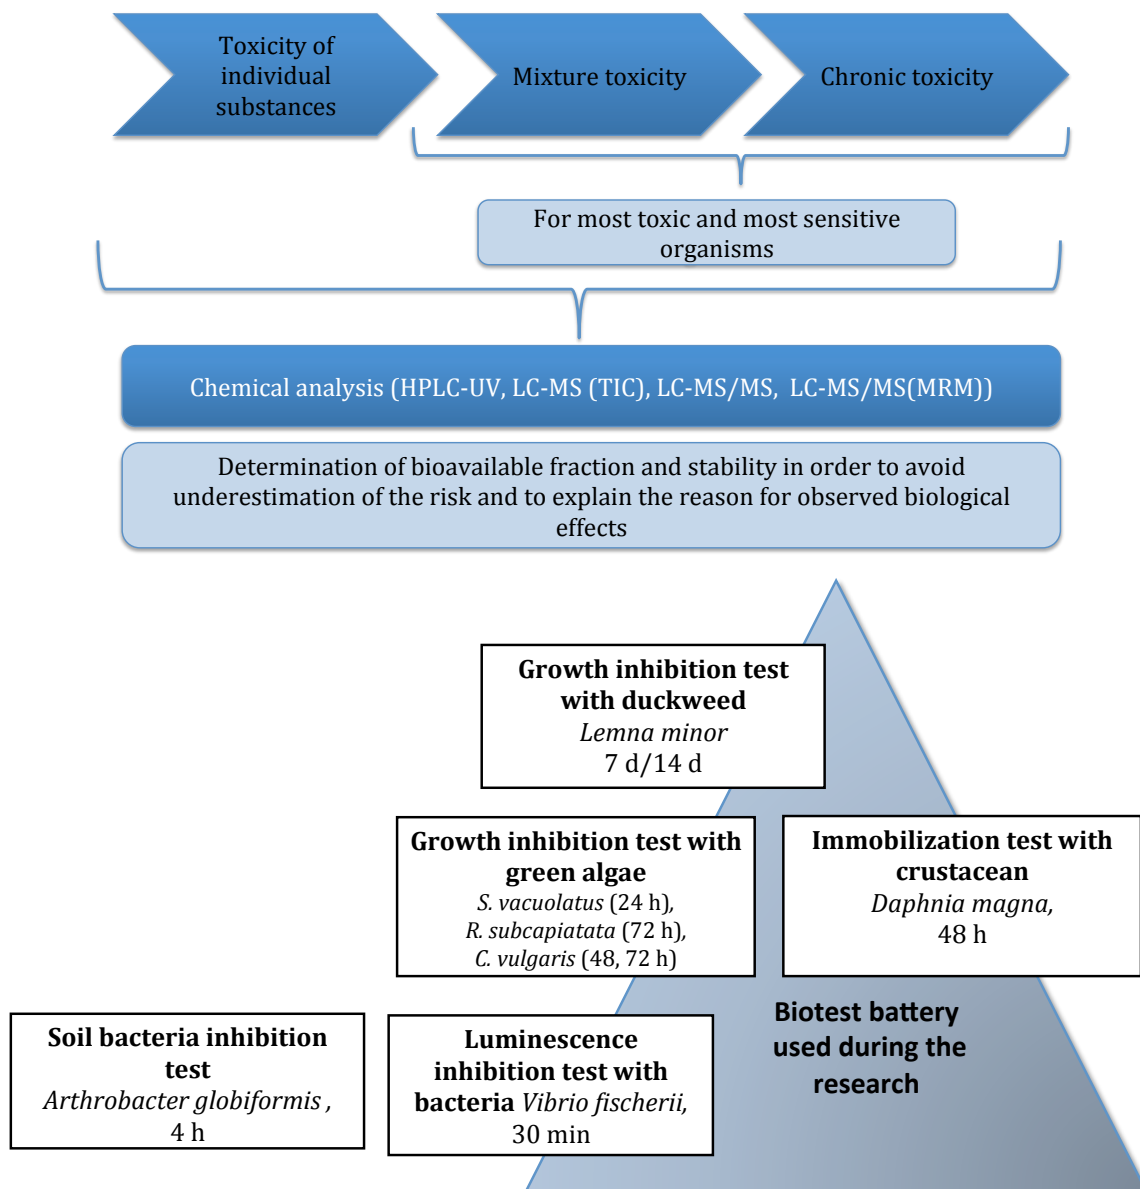 Toxicity of
individual
substances
Mixture toxicity
Chronic toxicity
For most toxic and most sensitive
organisms
Chemical analysis (HPLC-UV, LC-MS (TIC), LC-MS/MS, LC-MS/MS(MRM))
Determination of bioavailable fraction and stability in order to avoid
underestimation of the risk and to explain the reason for observed biological
effects
Growth inhibition test
with duckweed
Lemna minor
7 d/14 d
Growth inhibition test with
green algae
S. vacuolatus (24 h),
R. subcapiatata (72 h),
C. vulgaris (48, 72 h)
Immobilization test with
crustacean
Daphnia magna,
48 h
Soil bacteria inhibition
test
Arthrobacter globiformis ,
4 h
Luminescence
inhibition test with
bacteria Vibrio fischerii,
30 min
Biotest battery
used during the
research